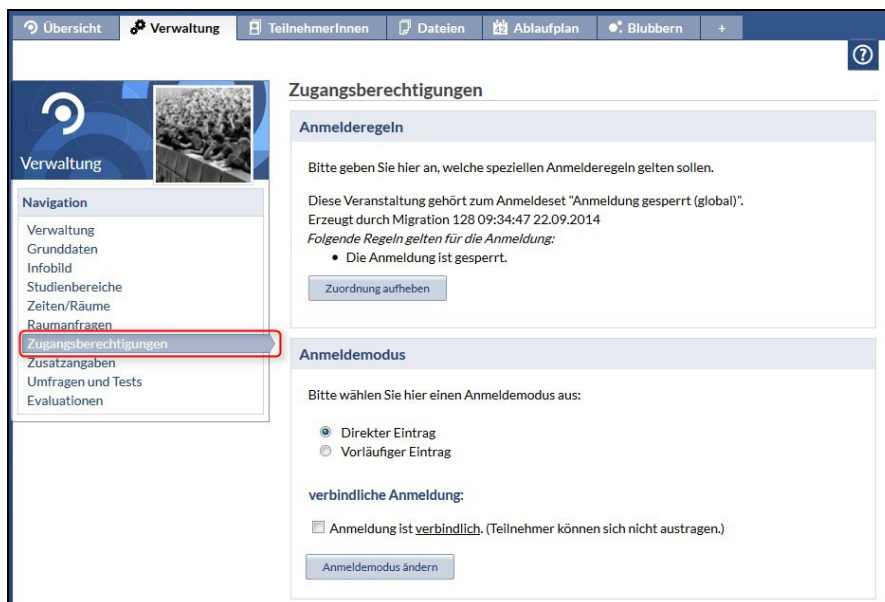 Übersicht
Verwaltung
TeilnehmerInnen
Dateien
42
Ablaufplan
Blubbern
+
?
Verwaltung
Navigation
Verwaltung
Grunddaten
Infobild
Studienbereiche
Zeiten/Räume
Raumanfragen
Zugangsberechtigungen
Zusatzangaben
Umfragen und Tests
Evaluationen
Zugangsberechtigungen
Anmelderegeln
Bitte geben Sie hier an, welche speziellen Anmelderegeln gelten sollen.
Diese Veranstaltung gehört zum Anmeldeset "Anmeldung gesperrt (global)".
Erzeugt durch Migration 128 09:34:47 22.09.2014
Folgende Regeln gelten für die Anmeldung:
• Die Anmeldung ist gesperrt.
Zuordnung aufheben
Anmeldemodus
Bitte wählen Sie hier einen Anmeldemodus aus:
Direkter Eintrag
Vorläufiger Eintrag
verbindliche Anmeldung:
Anmeldung ist verbindlich. (Teilnehmer können sich nicht austragen.)
Anmeldemodus ändern